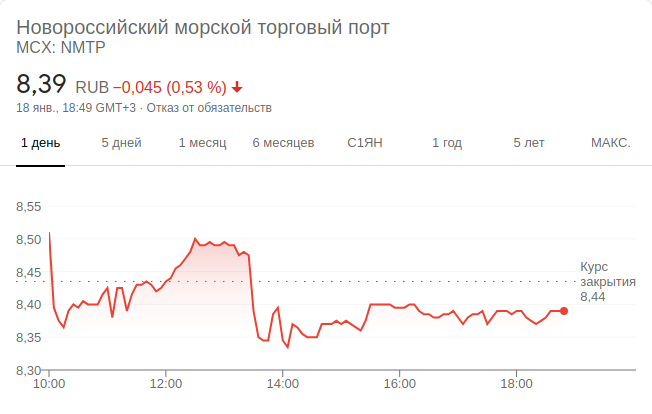 Новороссийский морской торговый порт
MCX: NMTP
8,39 RUB −0,045 (0,53 %)
18 янв., 18:49 GMT+3 · Отказ от обязательств
1 день 5 дней 1 месяц 6 месяцев С1ЯН 1 год 5 лет МАКС.
8,55
8,50
8,45
8,40
8,35
8,30
Курс
закрытия
8,44
10:00 12:00 14:00 16:00 18:00